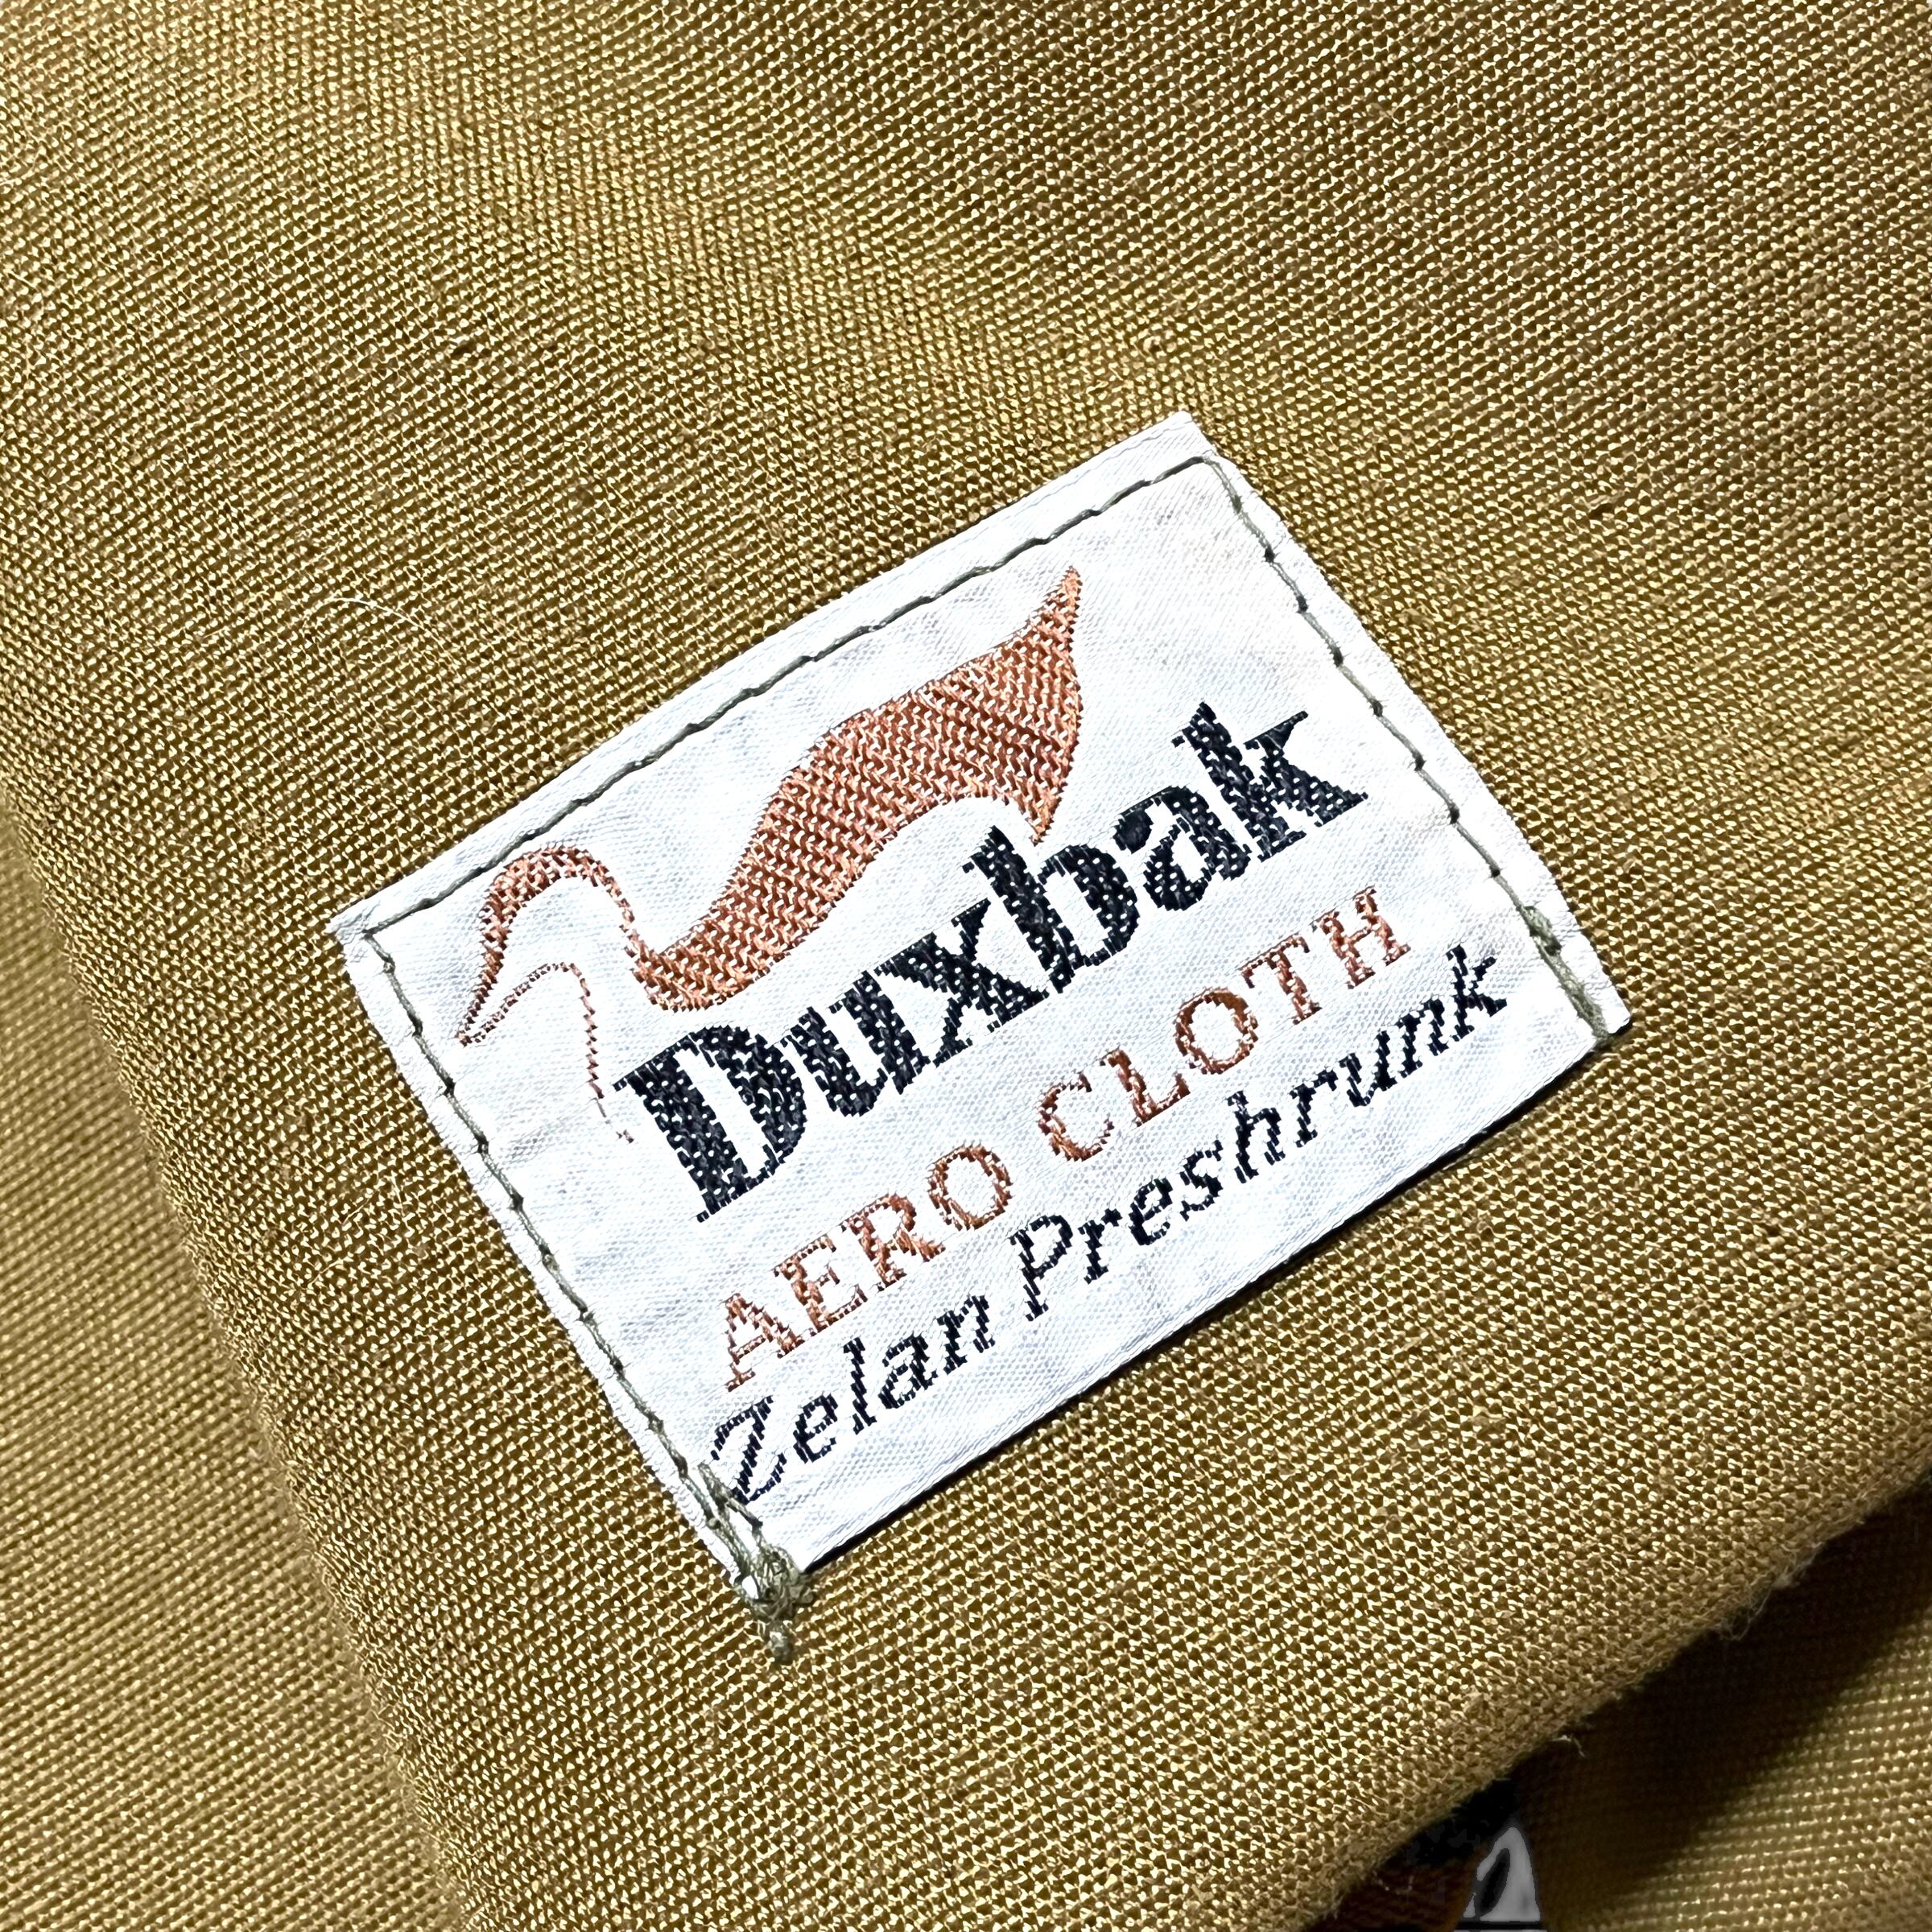 Duxbak
AERO CLOTH
Zelan Preshrunk